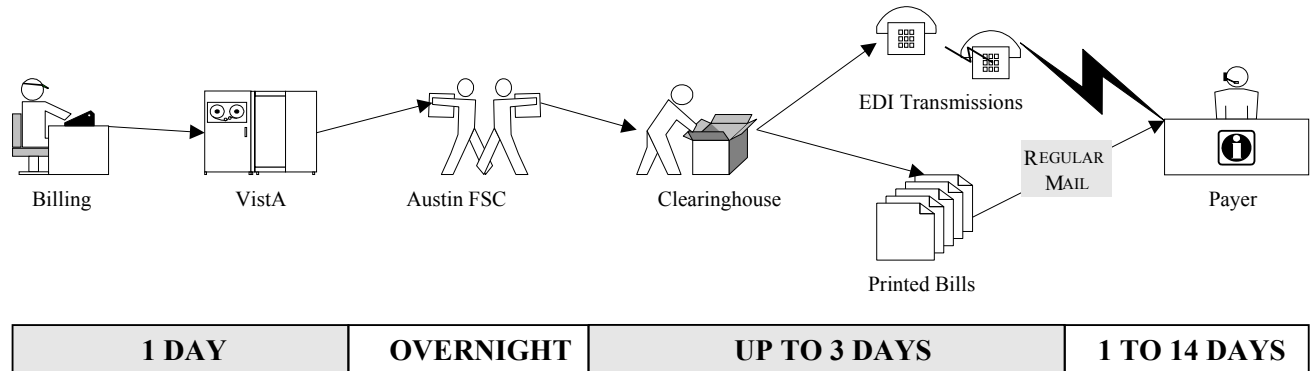 EDI Transmissions
REGULAR
MAIL
Billing
VistA
Austin FSC
Clearinghouse
Payer
Printed Bills
1 DAY
OVERNIGHT
UP TO 3 DAYS
1 TO 14 DAYS